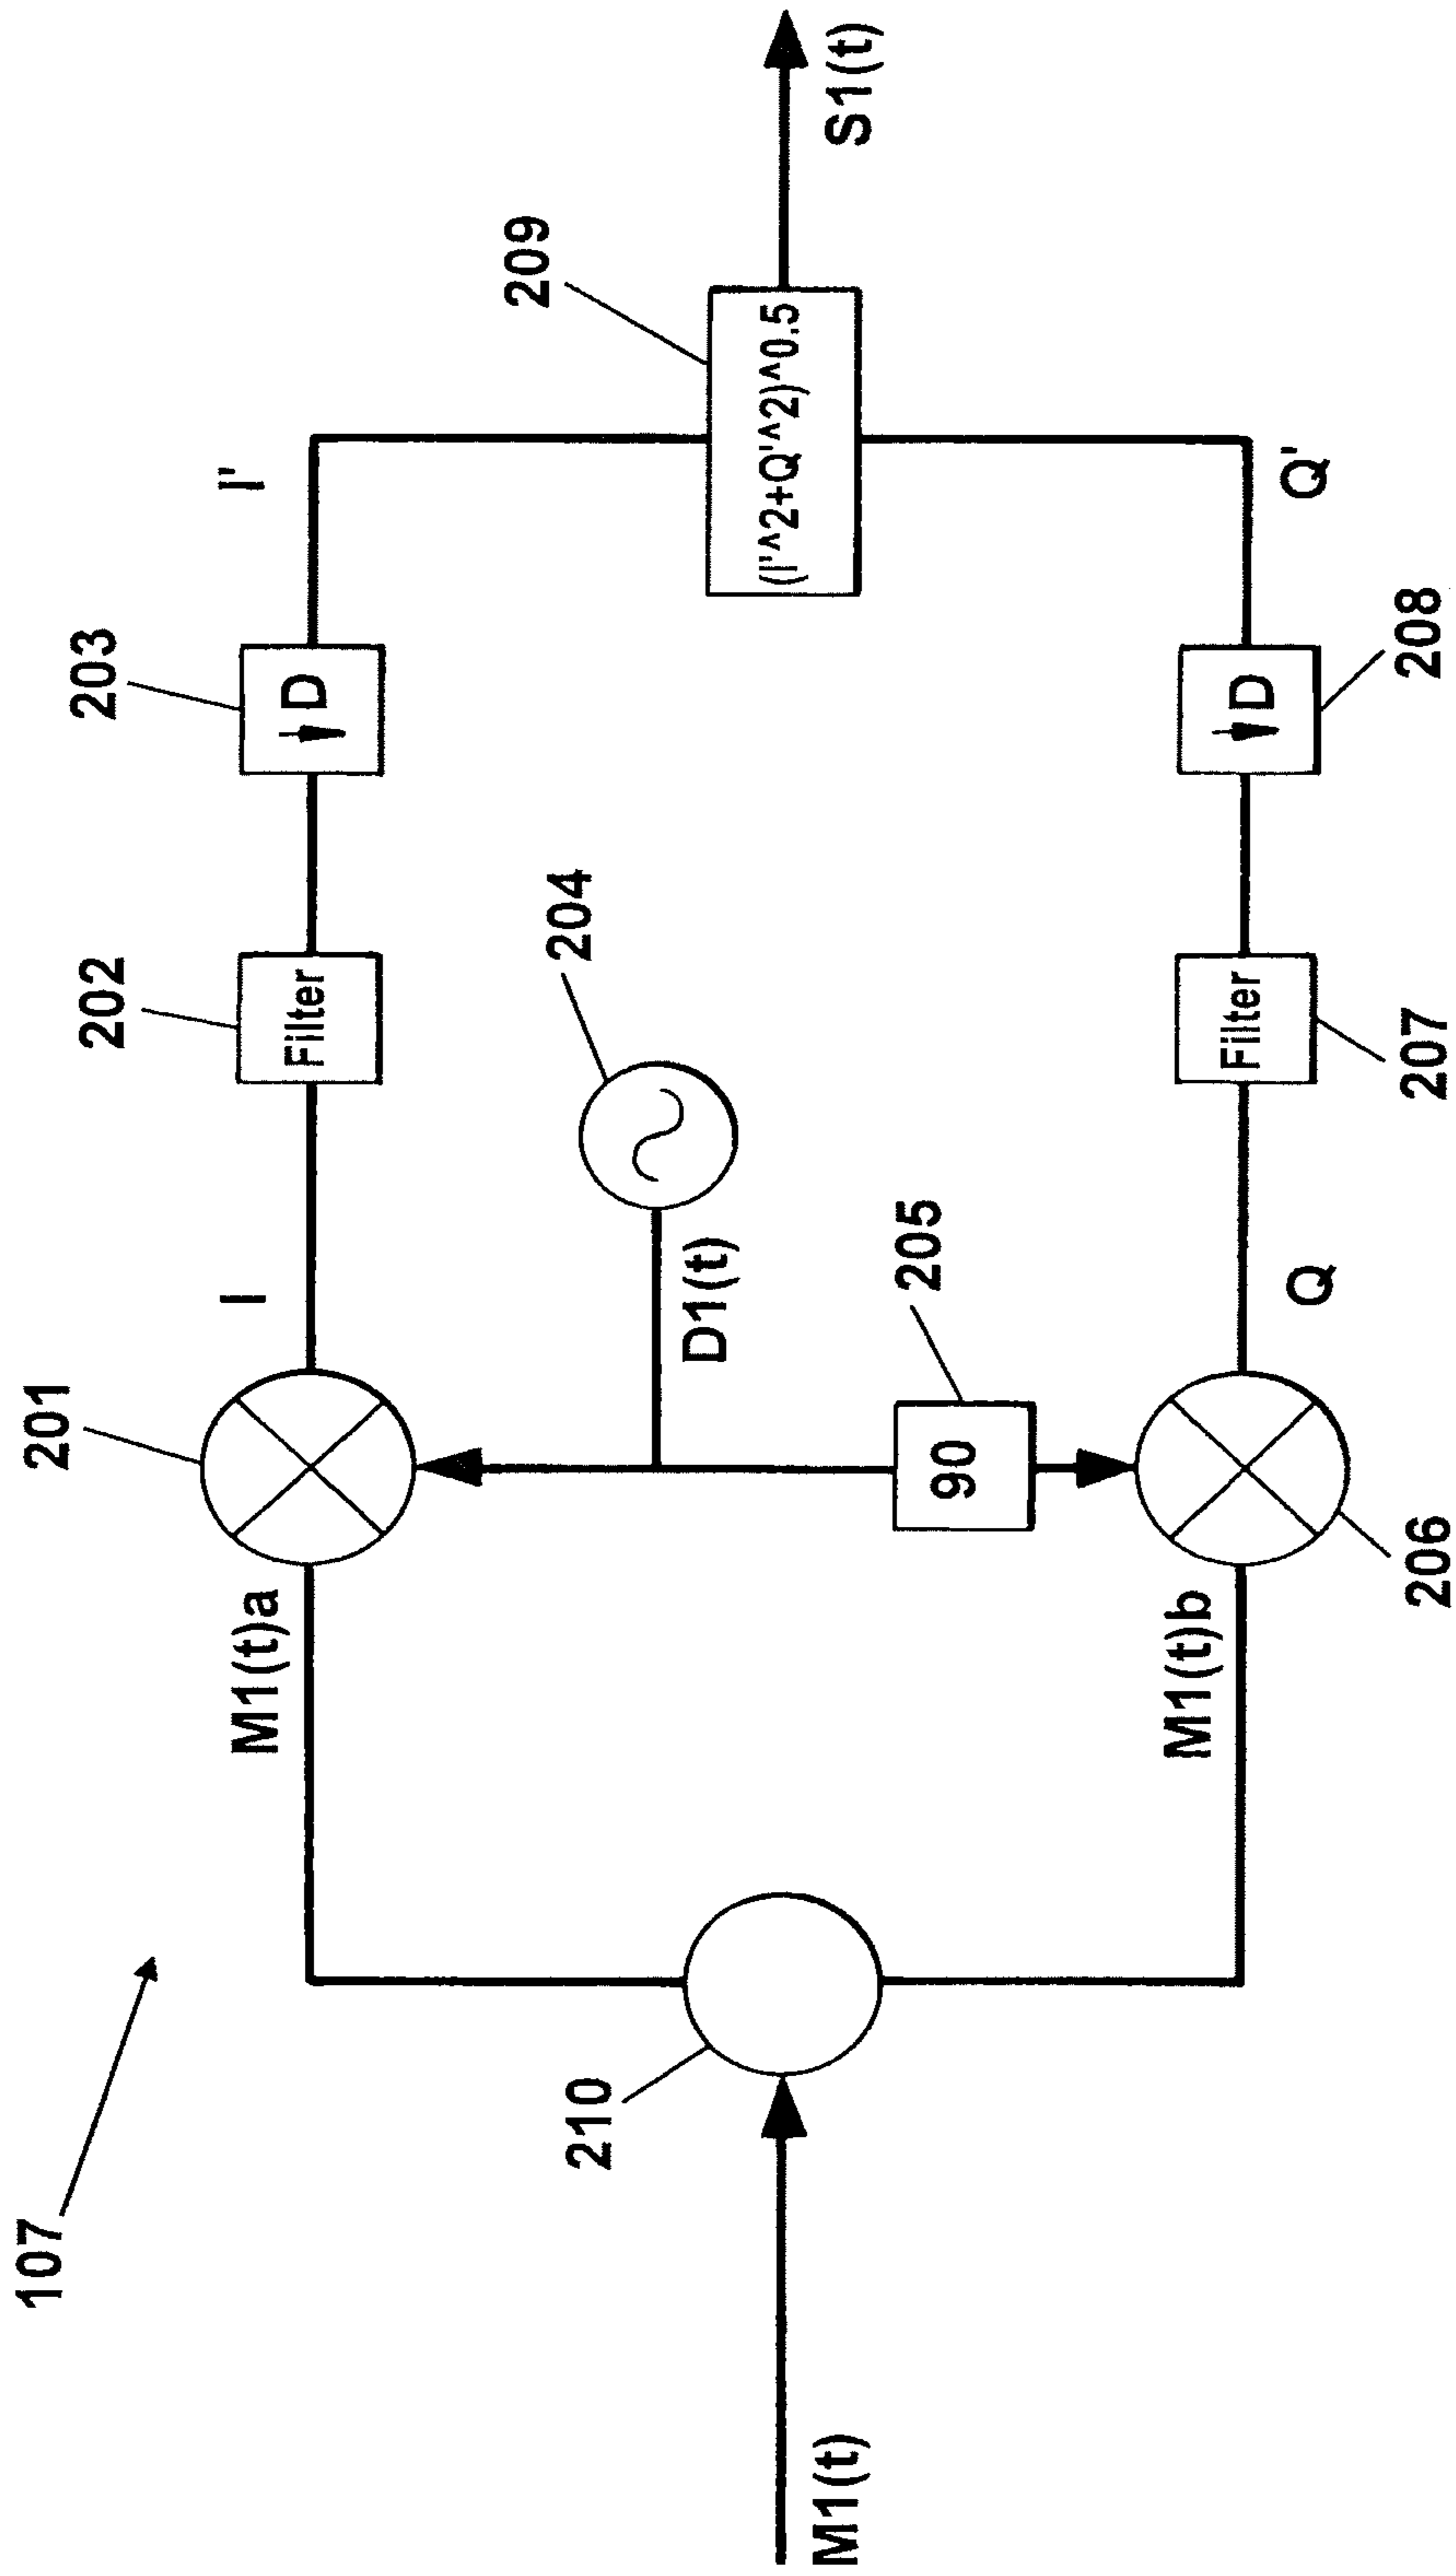 107
M1(t)
210
M1(t)a
M1(t)b
201
I
202
Filter
203
↓D
I'
204
D1(t)
205
90
206
Q
207
Filter
208
↓D
Q'
209
(I'^2+Q'^2)^0.5
S1(t)